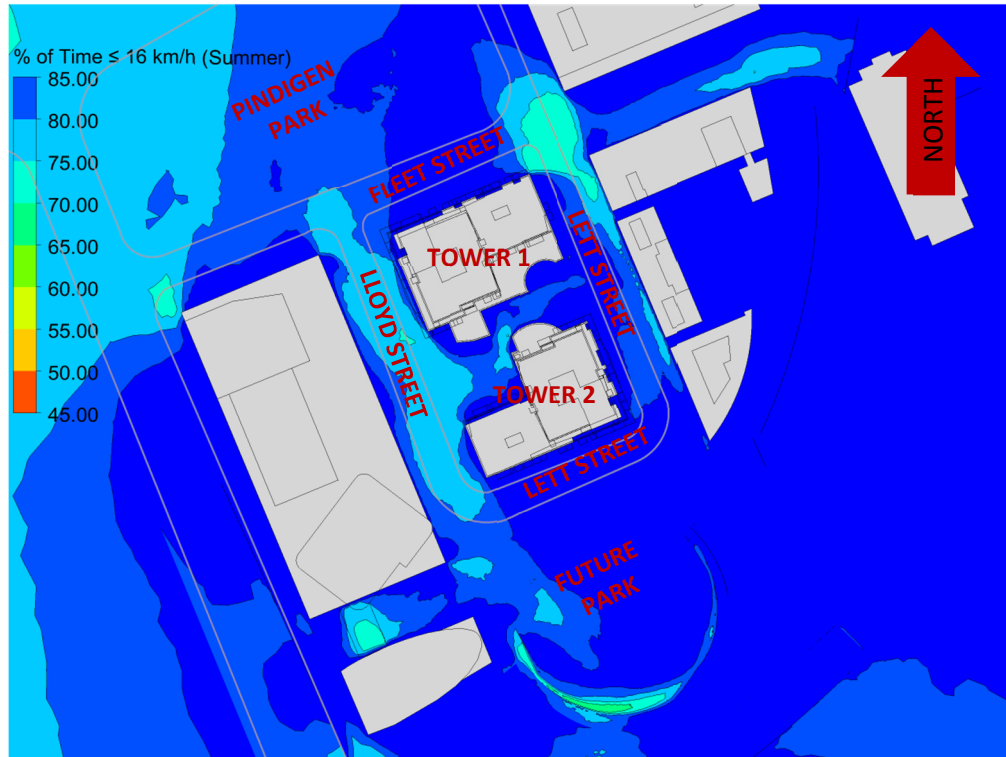 % of Time ≤ 16 km/h (Summer)
85.00
80.00
75.00
70.00
65.00
60.00
55.00
50.00
45.00
PINDIGEN
PARK
FLEET STREET
NORTH
TOWER 1
LETT STREET
LLOYD STREET
TOWER 2
LETT STREET
FUTURE
PARK